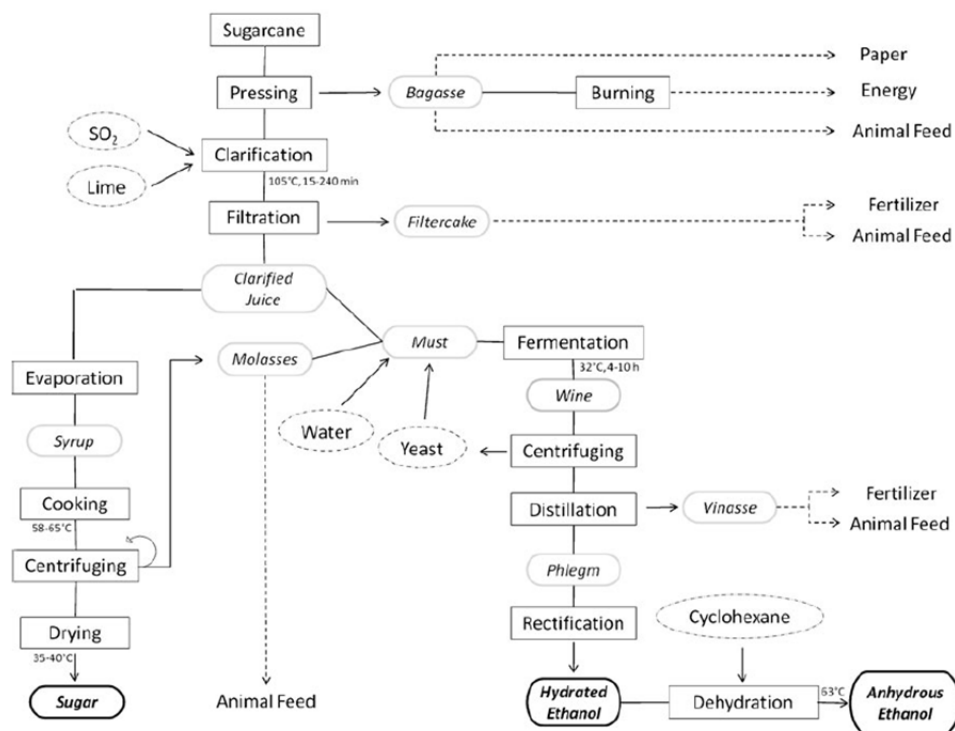 Sugarcane
Paper
Pressing
Bagasse
Burning
Energy
SO₂
Animal Feed
Clarification
Lime
105°C, 15-240 min
Filtration
Filtercake
Fertilizer
Animal Feed
Clarified
Juice
Molasses
Must
Fermentation
32°C, 4-10 h
Evaporation
Wine
Water
Yeast
Syrup
Centrifuging
Cooking
58-65°C
Distillation
Vinasse
Fertilizer
Animal Feed
Centrifuging
Phlegm
Drying
35-40°C
Rectification
Cyclohexane
Sugar
Animal Feed
Hydrated
Ethanol
Dehydration
63°C
Anhydrous
Ethanol